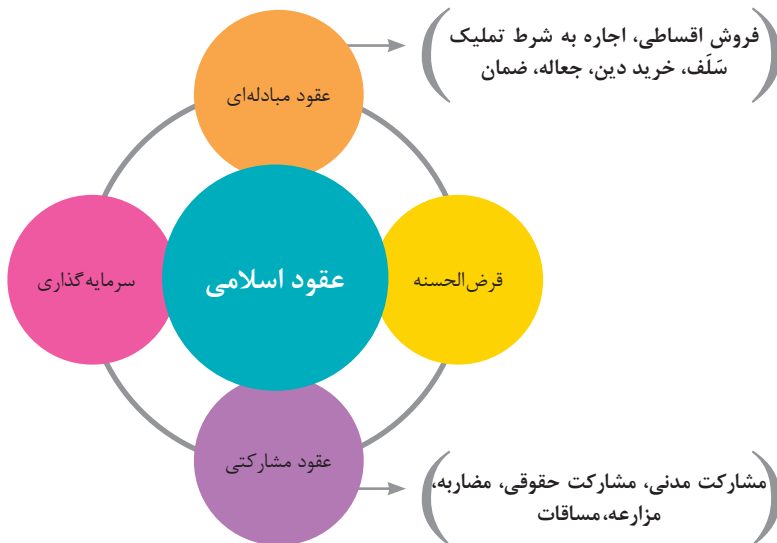 فروش اقساطی، اجاره به شرط تملیک
سَلَف، خرید دین، جعاله، ضمان
عقود مبادله‌ای
قرض‌الحسنه
عقود اسلامی
سرمایه‌گذاری
عقود مشارکتی
مشارکت مدنی، مشارکت حقوقی، مضاربه،
مزارعه،مساقات